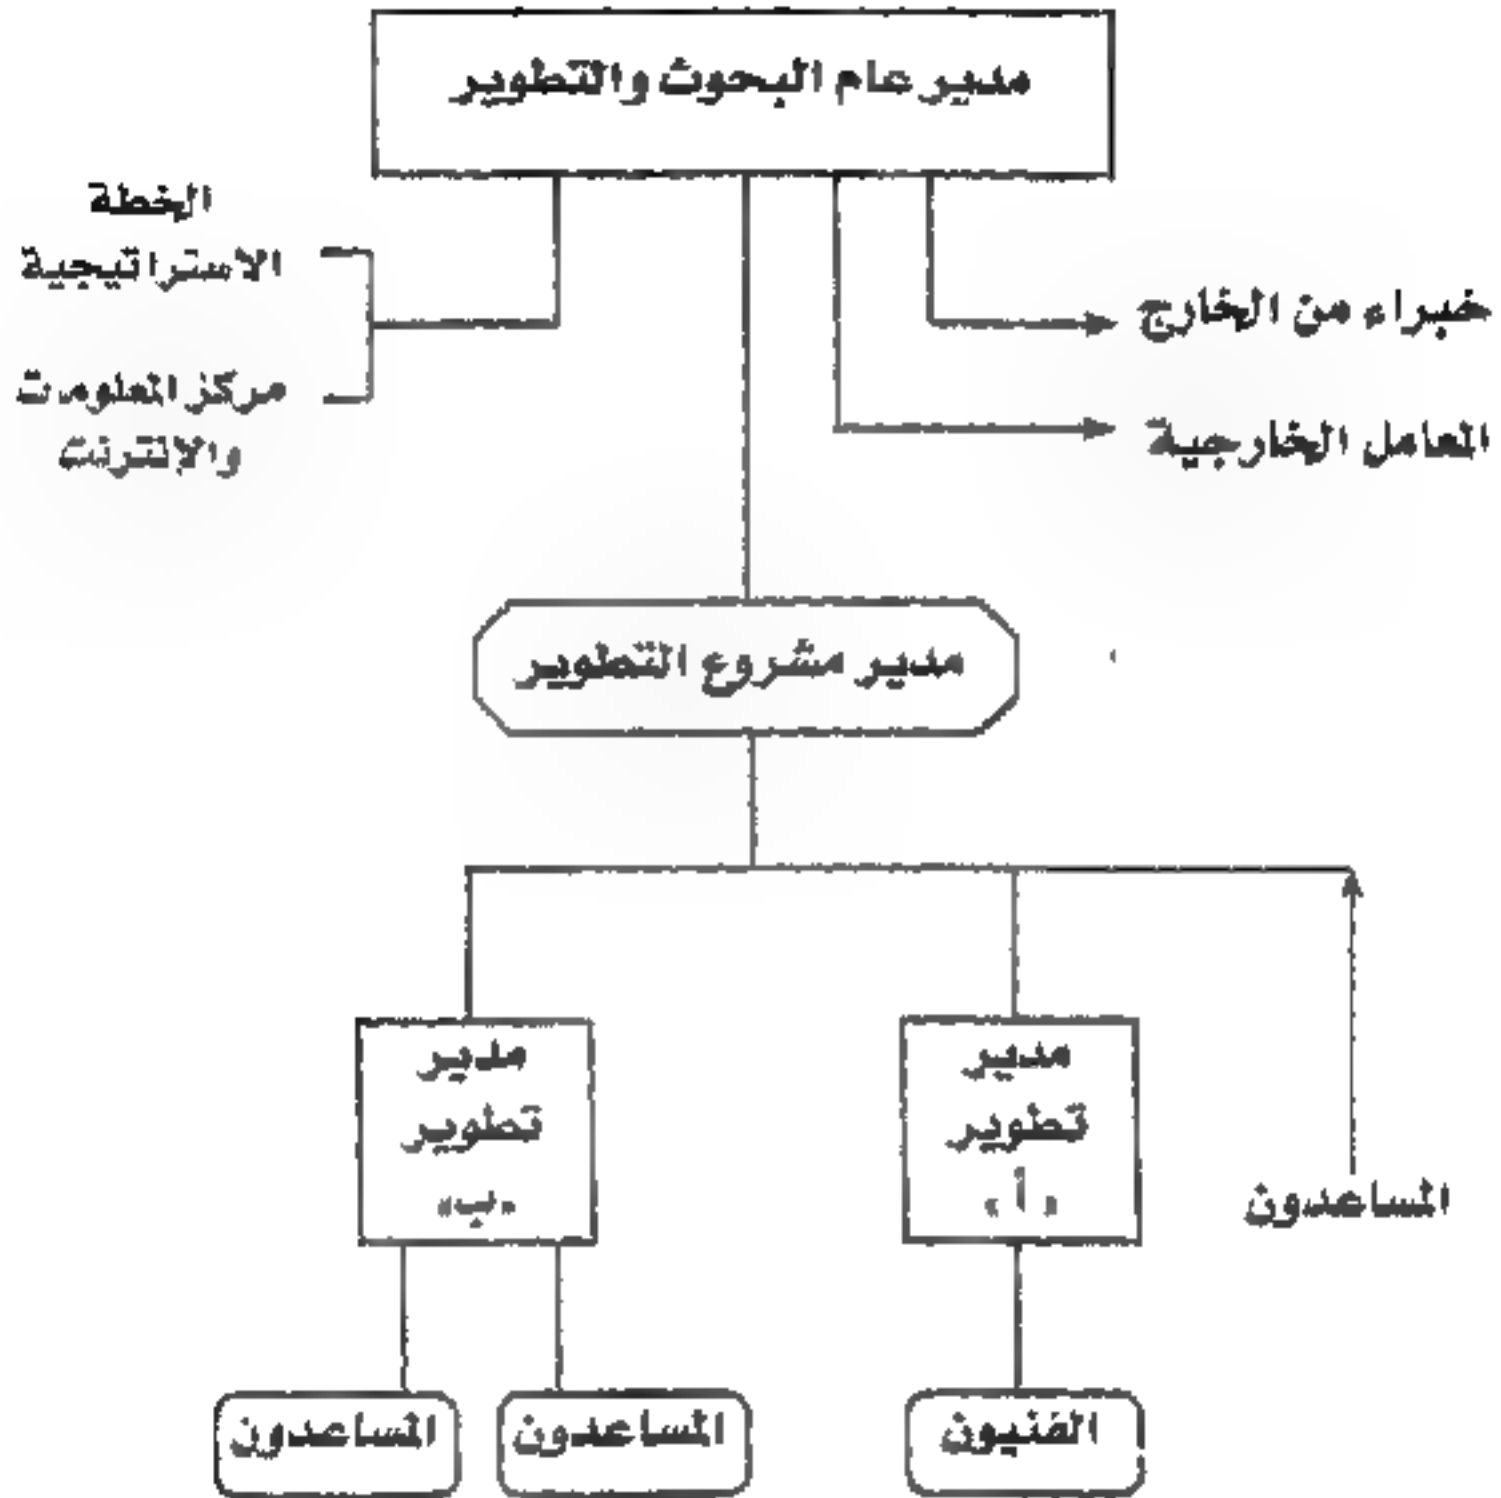 مدير عام البحوث والتطوير
خبراء من الخارج
المعامل الخارجية
الخطة
الاستراتيجية
مركز المعلومات
والإنترنت
مدير مشروع التطوير
المساعدون
مدير
تطوير
«أ»
مدير
تطوير
«ب»
الفنيون
المساعدون
المساعدون